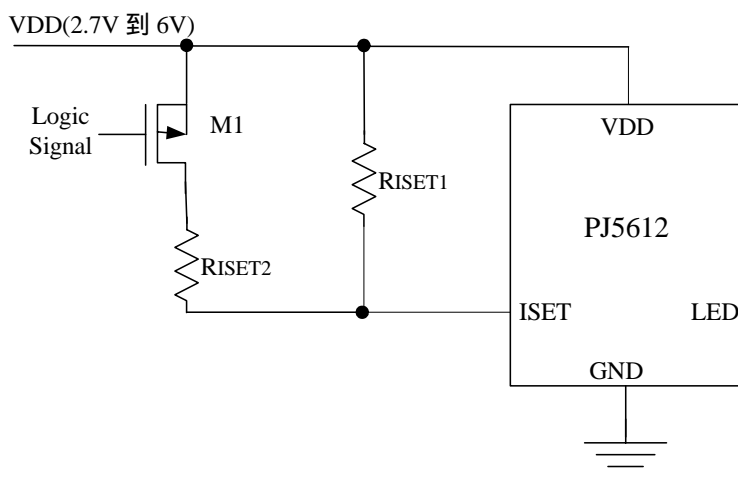 VDD(2.7V 到 6V)
Logic
Signal
M1
RISET1
RISET2
VDD
PJ5612
ISET
LED
GND